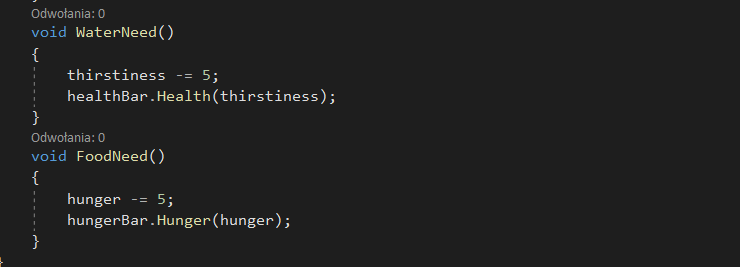 Odwołania: 0
void WaterNeed()
{
thirstiness -= 5;
healthBar.Health(thirstiness);
}
Odwołania: 0
void FoodNeed()
{
hunger -= 5;
hungerBar.Hunger(hunger);
}
}